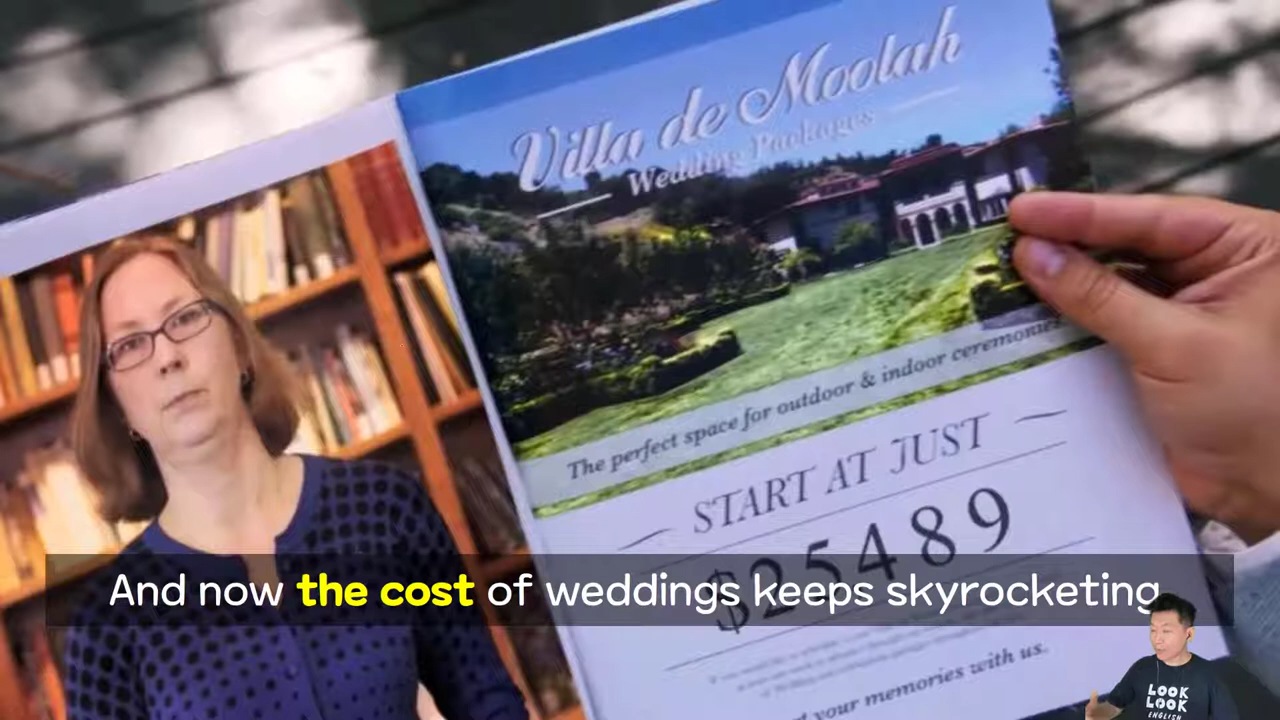 Villa de Moolah
Wedding Packages
The perfect space for outdoor & indoor ceremonies
START AT JUST
$25489
And now the cost of weddings keeps skyrocketing
your memories with us.
LOOK
LOOK
ENGLISH